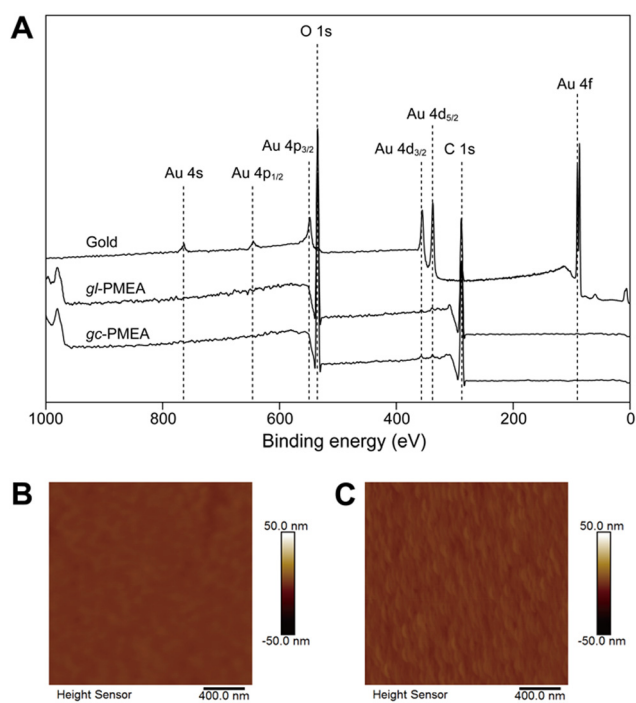 A
O 1s
Au 4f
Au 4d5/2
Au 4p3/2
Au 4d3/2
C 1s
Au 4s
Au 4p1/2
Gold
gl-PMEA
gc-PMEA
1000 800 600 400 200 0
Binding energy (eV)
B
50.0 nm
-50.0 nm
Height Sensor
400.0 nm
C
50.0 nm
-50.0 nm
Height Sensor
400.0 nm